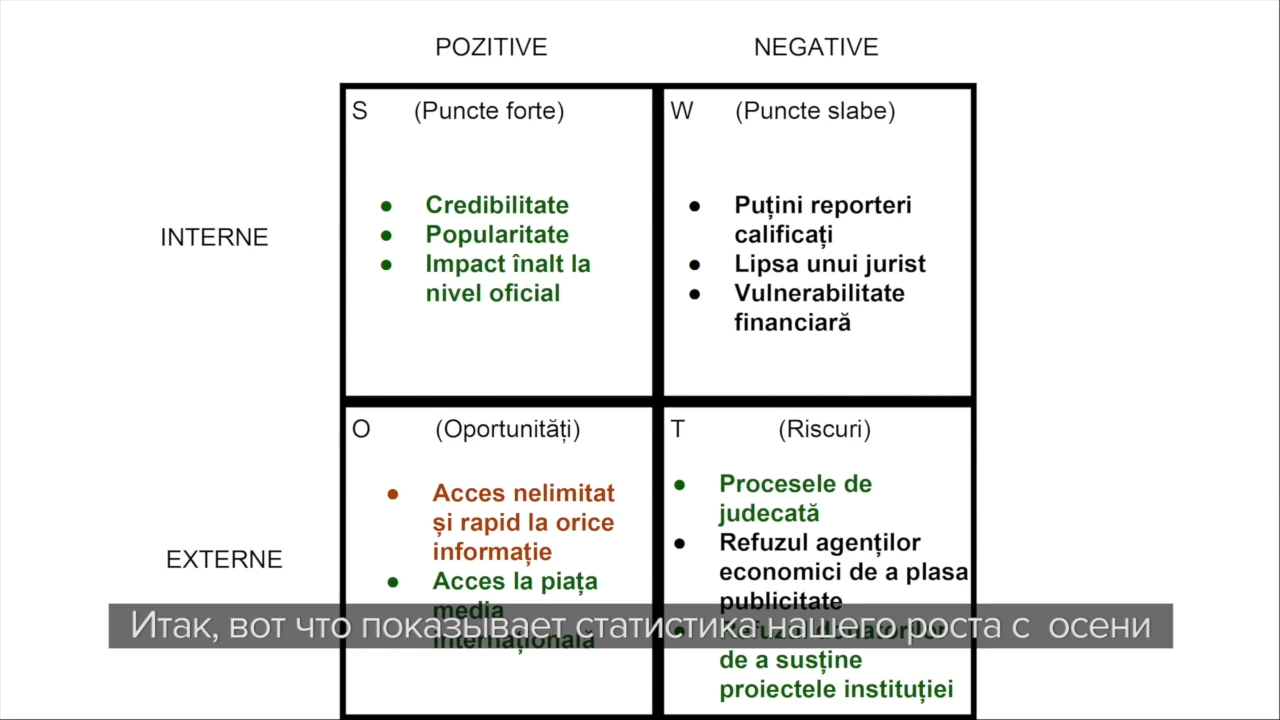 POZITIVE NEGATIVE
S (Puncte forte)
Credibilitate
Popularitate
Impact înalt la
nivel oficial
W (Puncte slabe)
Puțini reporteri
calificați
Lipsa unui jurist
Vulnerabilitate
financiară
INTERNE
O (Oportunități)
Acces nelimitat
și rapid la orice
informație
Acces la piața
media
internațională
T (Riscuri)
Procesele de
judecată
Refuzul agenților
economici de a plasa
publicitate
de a susține
proiectele instituției
EXTERNE
Итак, вот что показывает статистика нашего роста с осени